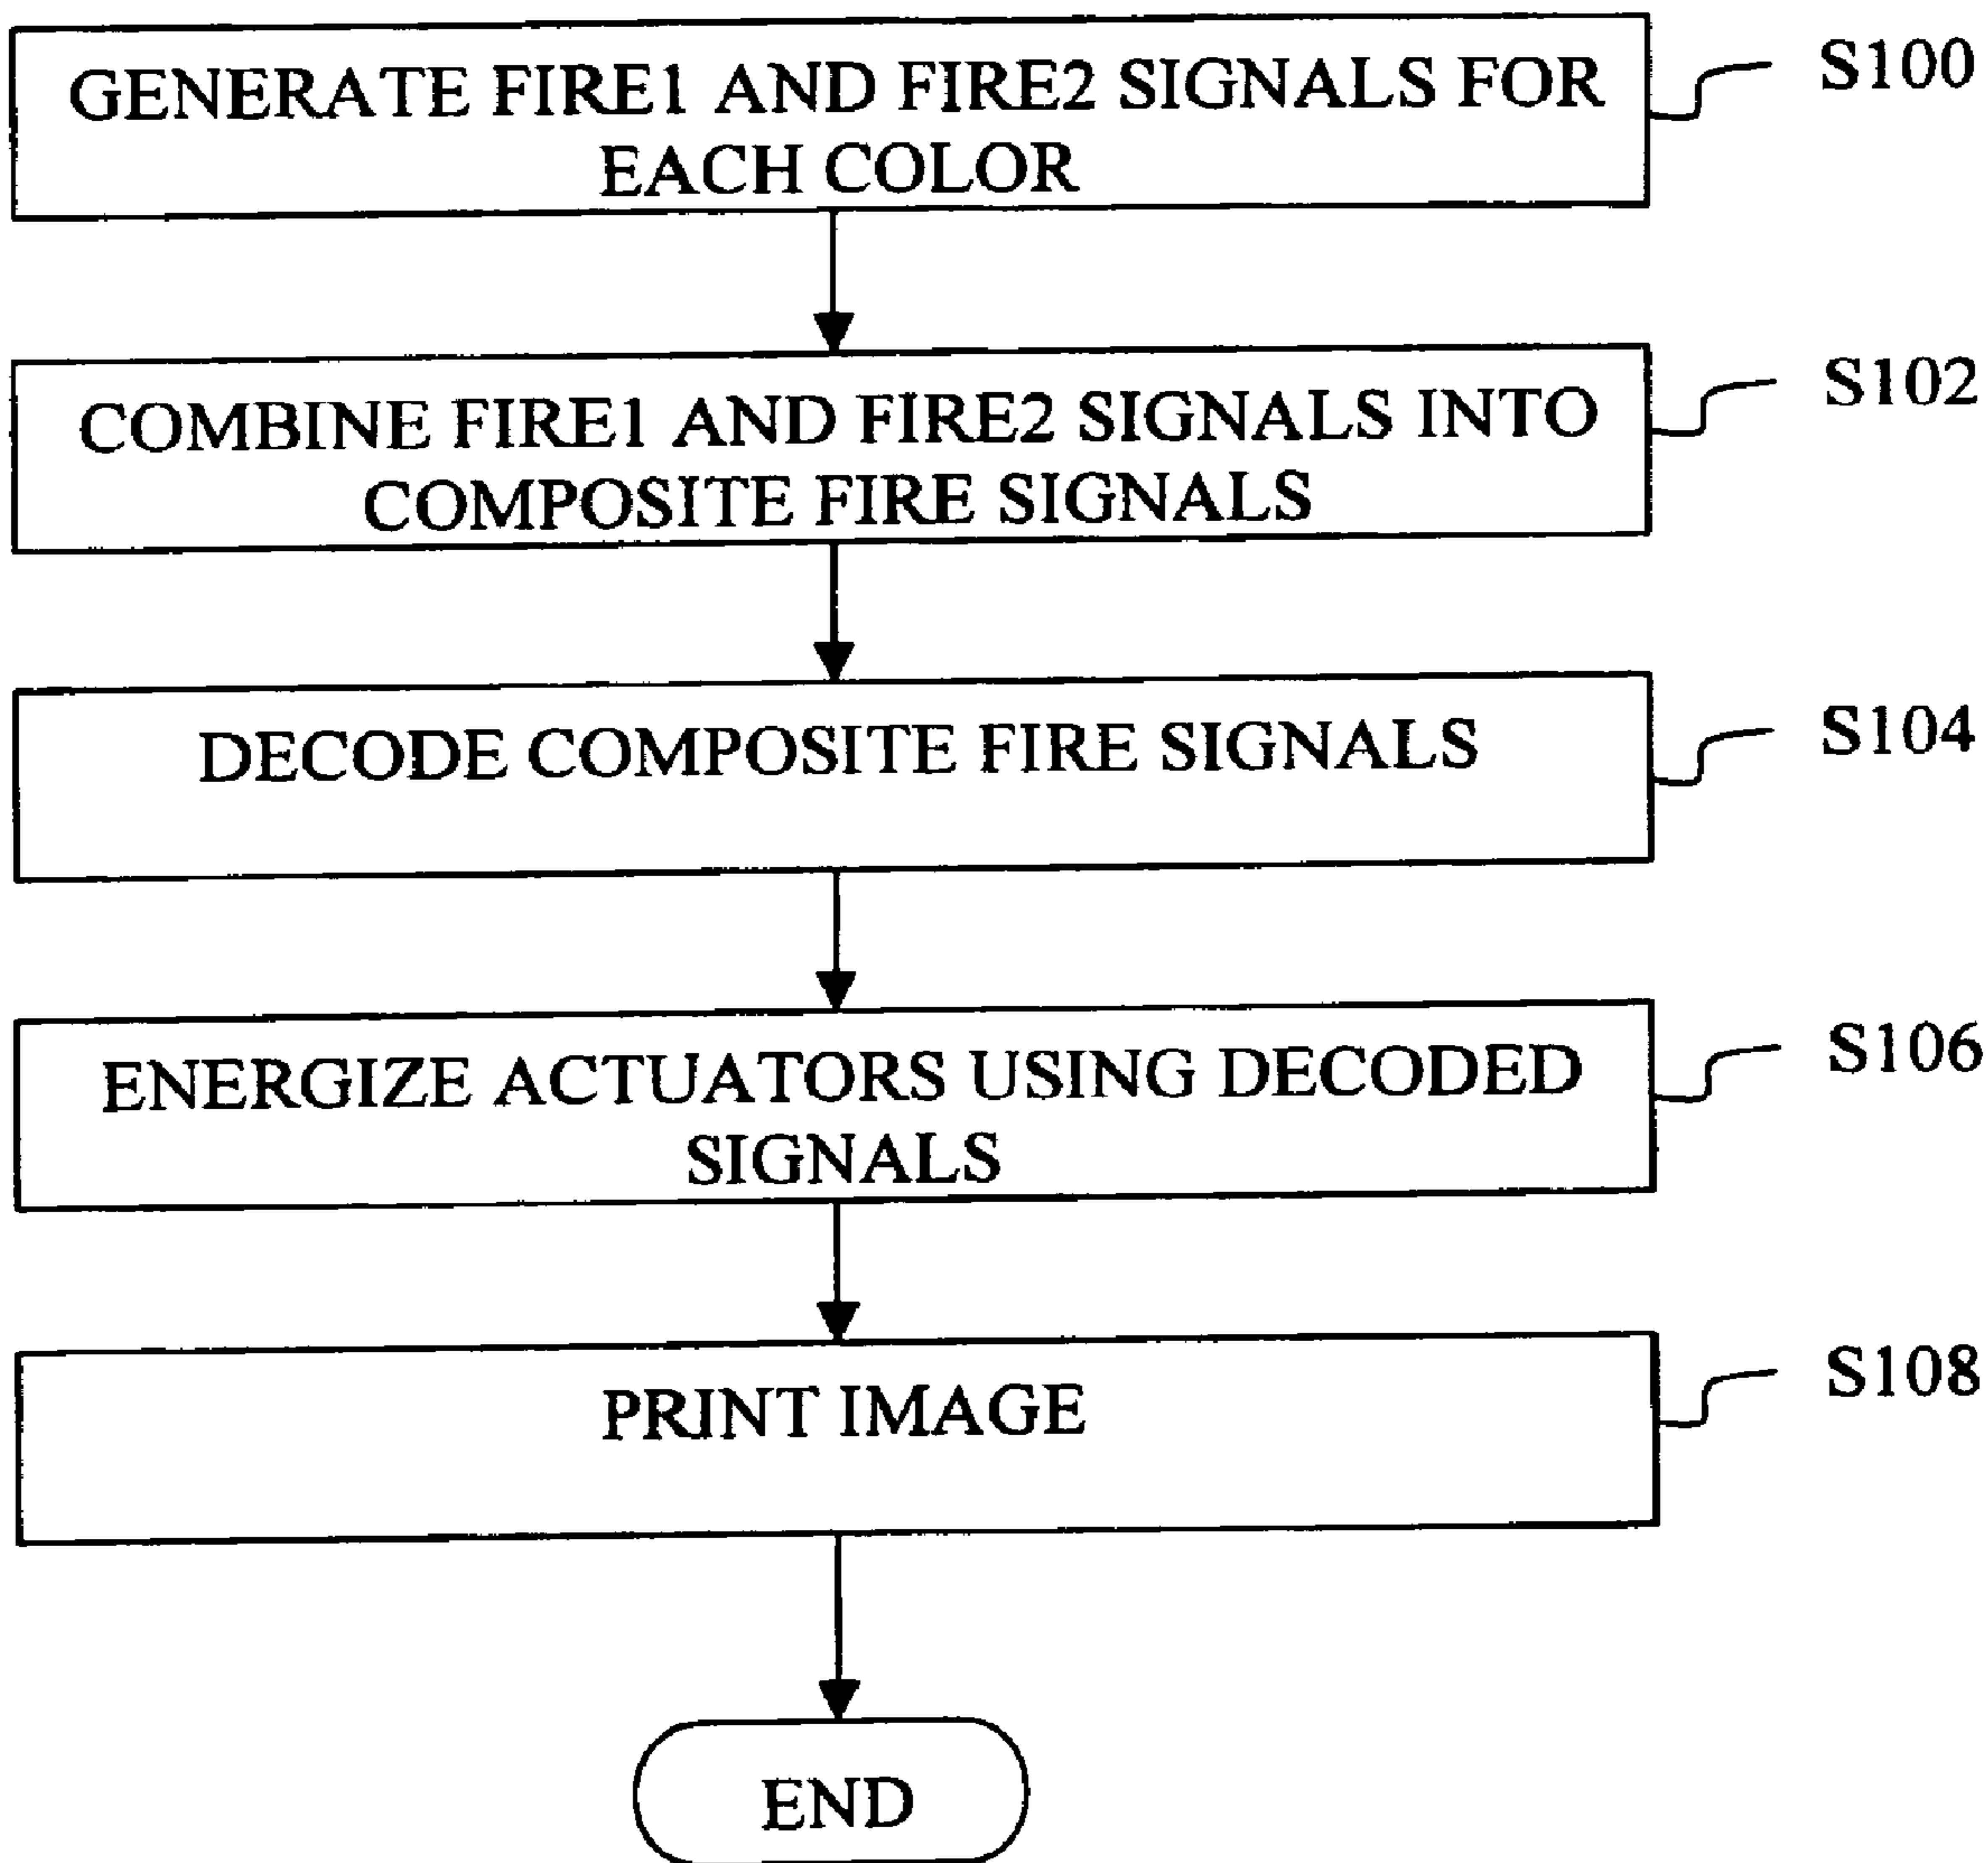 GENERATE FIRE1 AND FIRE2 SIGNALS FOR
EACH COLOR
S100
COMBINE FIRE1 AND FIRE2 SIGNALS INTO
COMPOSITE FIRE SIGNALS
S102
DECODE COMPOSITE FIRE SIGNALS
S104
ENERGIZE ACTUATORS USING DECODED
SIGNALS
S106
PRINT IMAGE
S108
END